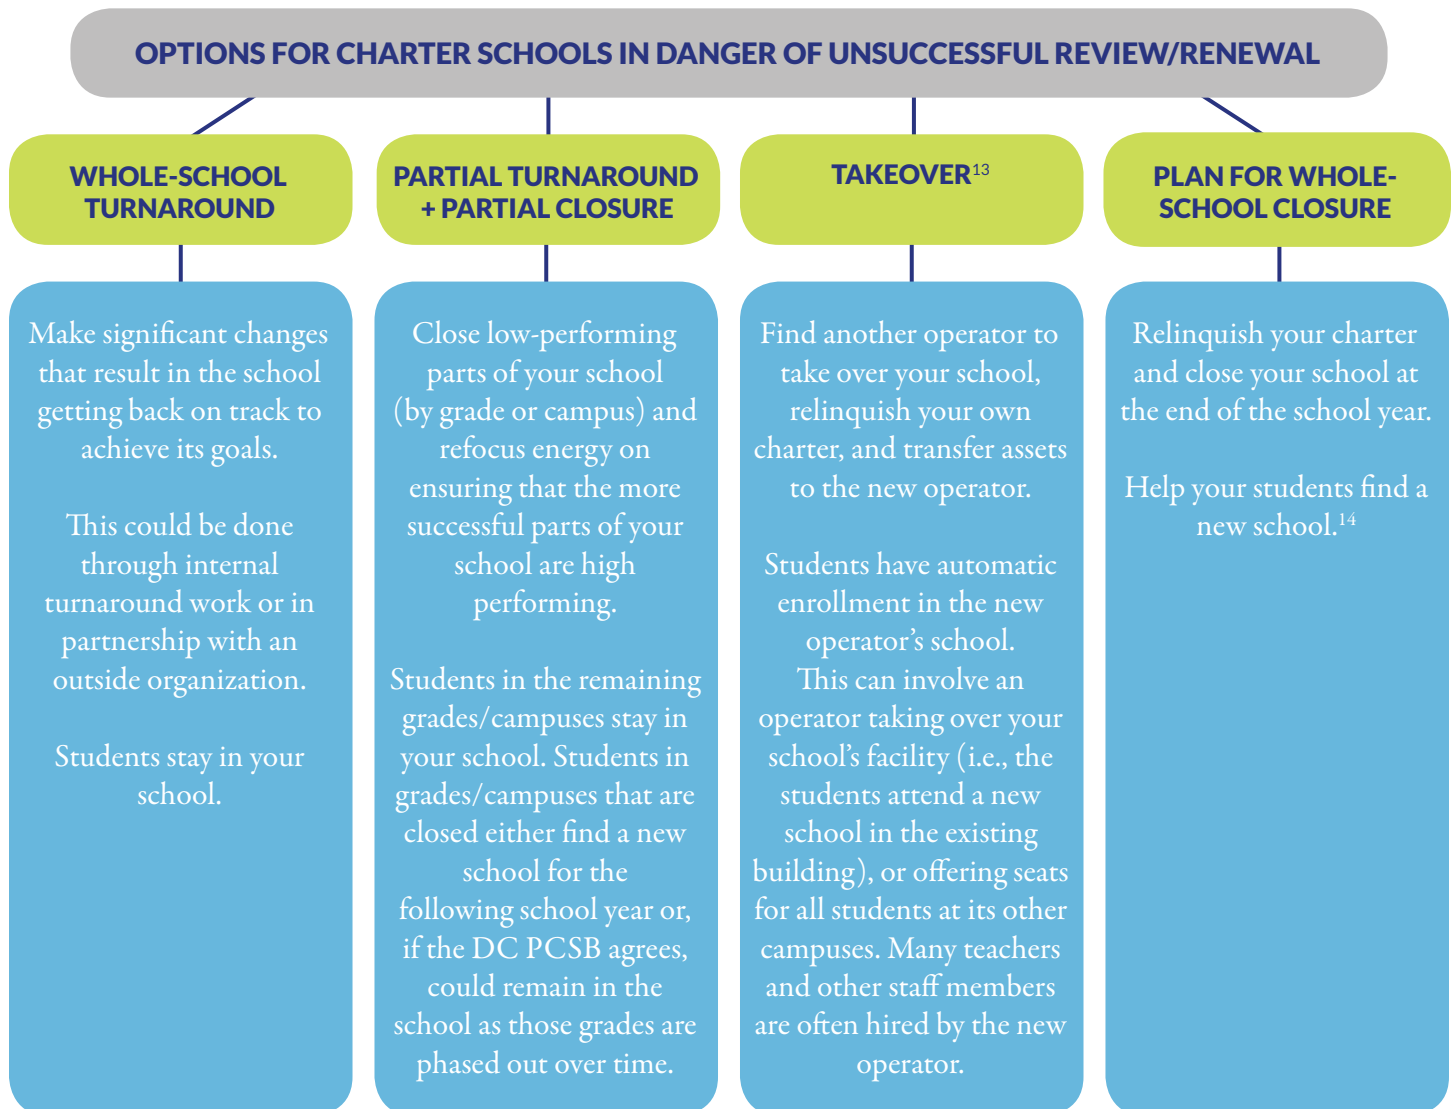 OPTIONS FOR CHARTER SCHOOLS IN DANGER OF UNSUCCESSFUL REVIEW/RENEWAL
WHOLE-SCHOOL
TURNAROUND
Make significant changes
that result in the school
getting back on track to
achieve its goals.
This could be done
through internal
turnaround work or in
partnership with an
outside organization.
Students stay in your
school.
PARTIAL TURNAROUND
+ PARTIAL CLOSURE
Close low-performing
parts of your school
(by grade or campus) and
refocus energy on
ensuring that the more
successful parts of your
school are high
performing.
Students in the remaining
grades/campuses stay in
your school. Students in
grades/campuses that are
closed either find a new
school for the
following school year or,
if the DC PCSB agrees,
could remain in the
school as those grades are
phased out over time.
TAKEOVER13
Find another operator to
take over your school,
relinquish your own
charter, and transfer assets
to the new operator.
Students have automatic
enrollment in the new
operator’s school.
This can involve an
operator taking over your
school’s facility (i.e., the
students attend a new
school in the existing
building), or offering seats
for all students at its other
campuses. Many teachers
and other staff members
are often hired by the new
operator.
PLAN FOR WHOLE-
SCHOOL CLOSURE
Relinquish your charter
and close your school at
the end of the school year.
Help your students find a
new school.14